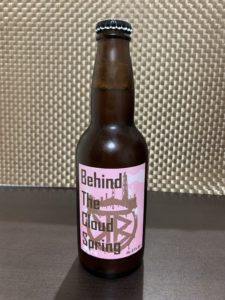 Behind
The
Cloud
Spring